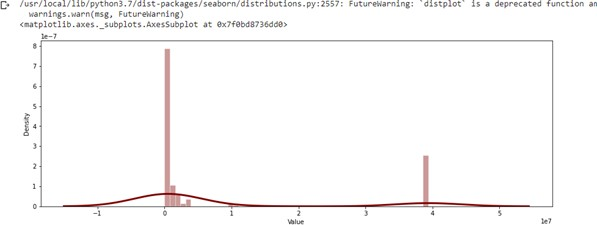 /usr/local/lib/python3.7/dist-packages/seaborn/distributions.py:2557: FutureWarning: `distplot` is a deprecated function an
warnings.warn(msg, FutureWarning)
<matplotlib.axes._subplots.AxesSubplot at 0x7f0bd8736dd0>
1e−7
8
7
6
5
4
3
2
1
0
Density
−1 0 1 2 3 4 5
1e7
Value